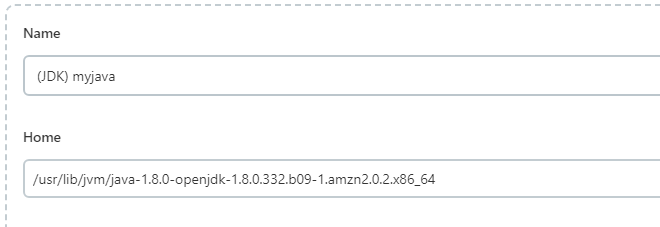 Name
(JDK) myjava
Home
/usr/lib/jvm/java-1.8.0-openjdk-1.8.0.332.b09-1.amzn2.0.2.x86_64